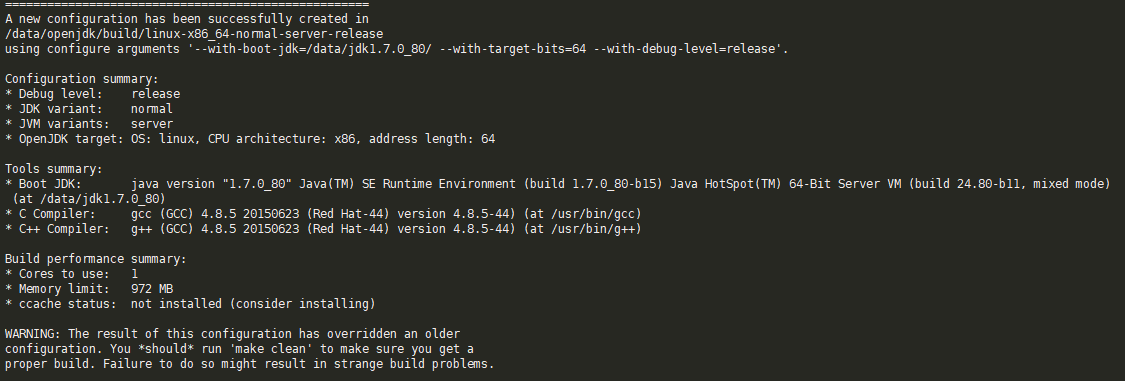 ====================================================
A new configuration has been successfully created in
/data/openjdk/build/linux-x86_64-normal-server-release
using configure arguments '--with-boot-jdk=/data/jdk1.7.0_80/ --with-target-bits=64 --with-debug-level=release'.
Configuration summary:
* Debug level:    release
* JDK variant:    normal
* JVM variants:   server
* OpenJDK target: OS: linux, CPU architecture: x86, address length: 64
Tools summary:
* Boot JDK:       java version "1.7.0_80" Java(TM) SE Runtime Environment (build 1.7.0_80-b15) Java HotSpot(TM) 64-Bit Server VM (build 24.80-b11, mixed mode)
 (at /data/jdk1.7.0_80)
* C Compiler:     gcc (GCC) 4.8.5 20150623 (Red Hat-44) version 4.8.5-44) (at /usr/bin/gcc)
* C++ Compiler:   g++ (GCC) 4.8.5 20150623 (Red Hat-44) version 4.8.5-44) (at /usr/bin/g++)
Build performance summary:
* Cores to use:   1
* Memory limit:   972 MB
* ccache status:  not installed (consider installing)
WARNING: The result of this configuration has overridden an older
configuration. You *should* run 'make clean' to make sure you get a
proper build. Failure to do so might result in strange build problems.